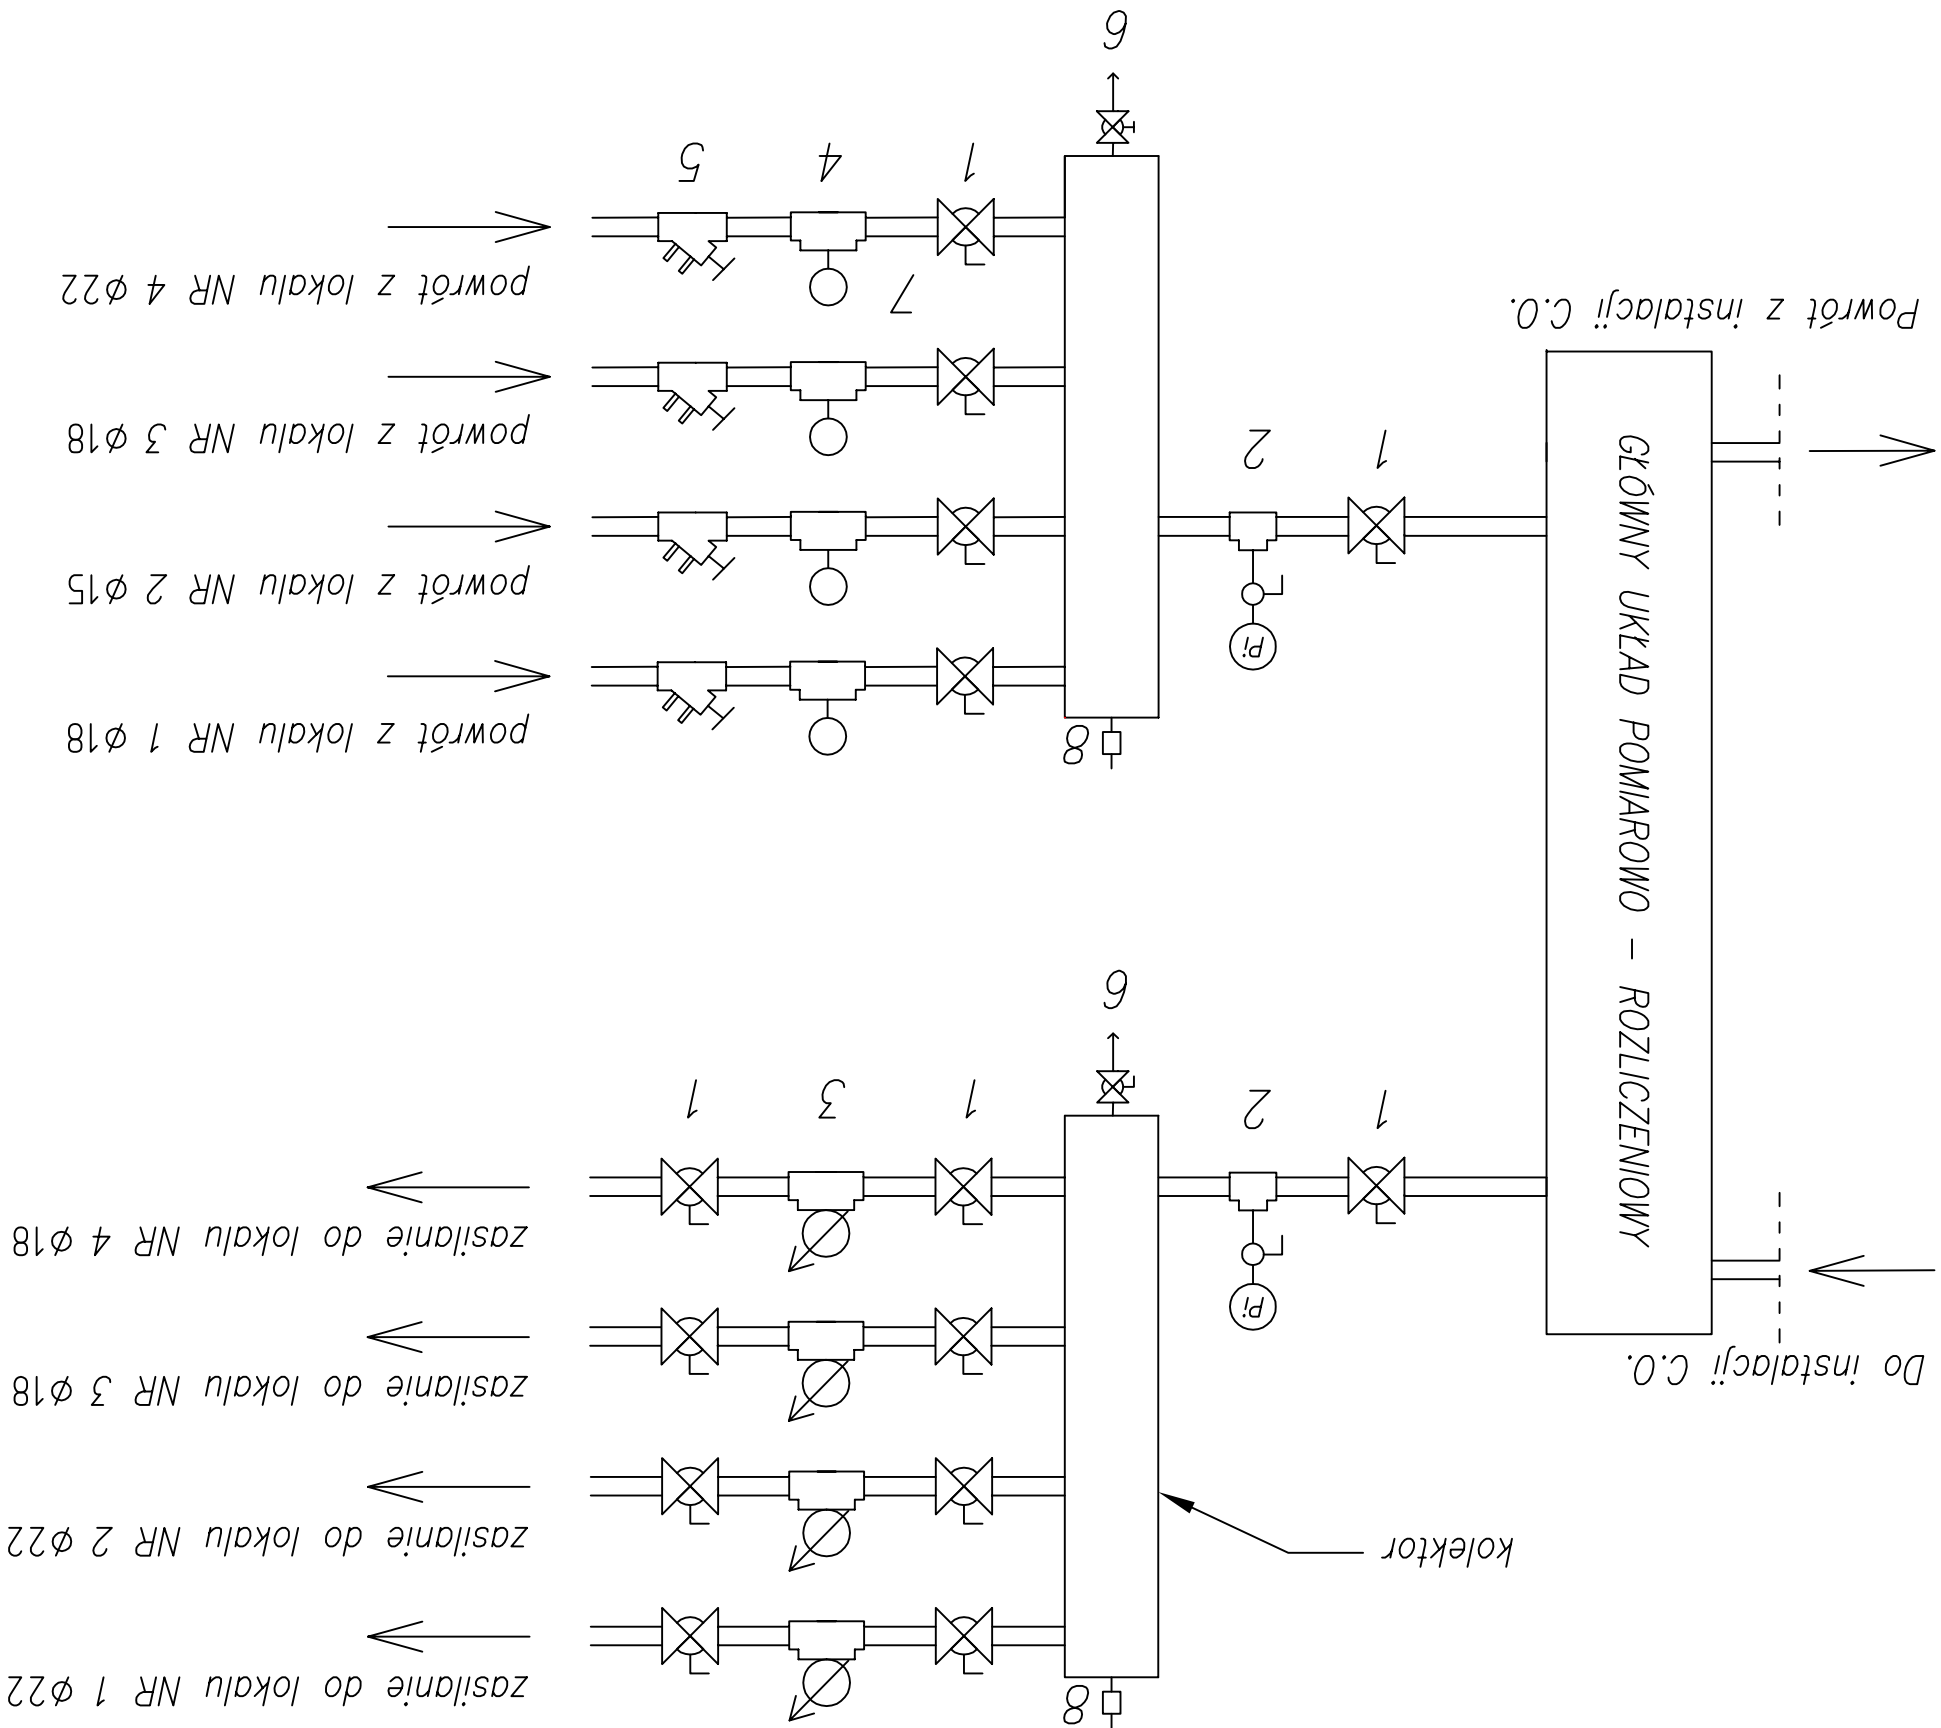 8
zasilanie do lokalu NR 1 ϕ22
kolektor
zasilanie do lokalu NR 2 ϕ22
Do instalacji C.O.
zasilanie do lokalu NR 3 ϕ18
Pi
zasilanie do lokalu NR 4 ϕ18
1
2
1
3
1
6
GŁÓWNY UKŁAD POMIAROWO - ROZLICZENIOWY
8
powrót z lokalu NR 1 ϕ18
Pi
powrót z lokalu NR 2 ϕ15
1
2
powrót z lokalu NR 3 ϕ18
Powrót z instalacji C.O.
7
powrót z lokalu NR 4 ϕ22
1
4
5
6